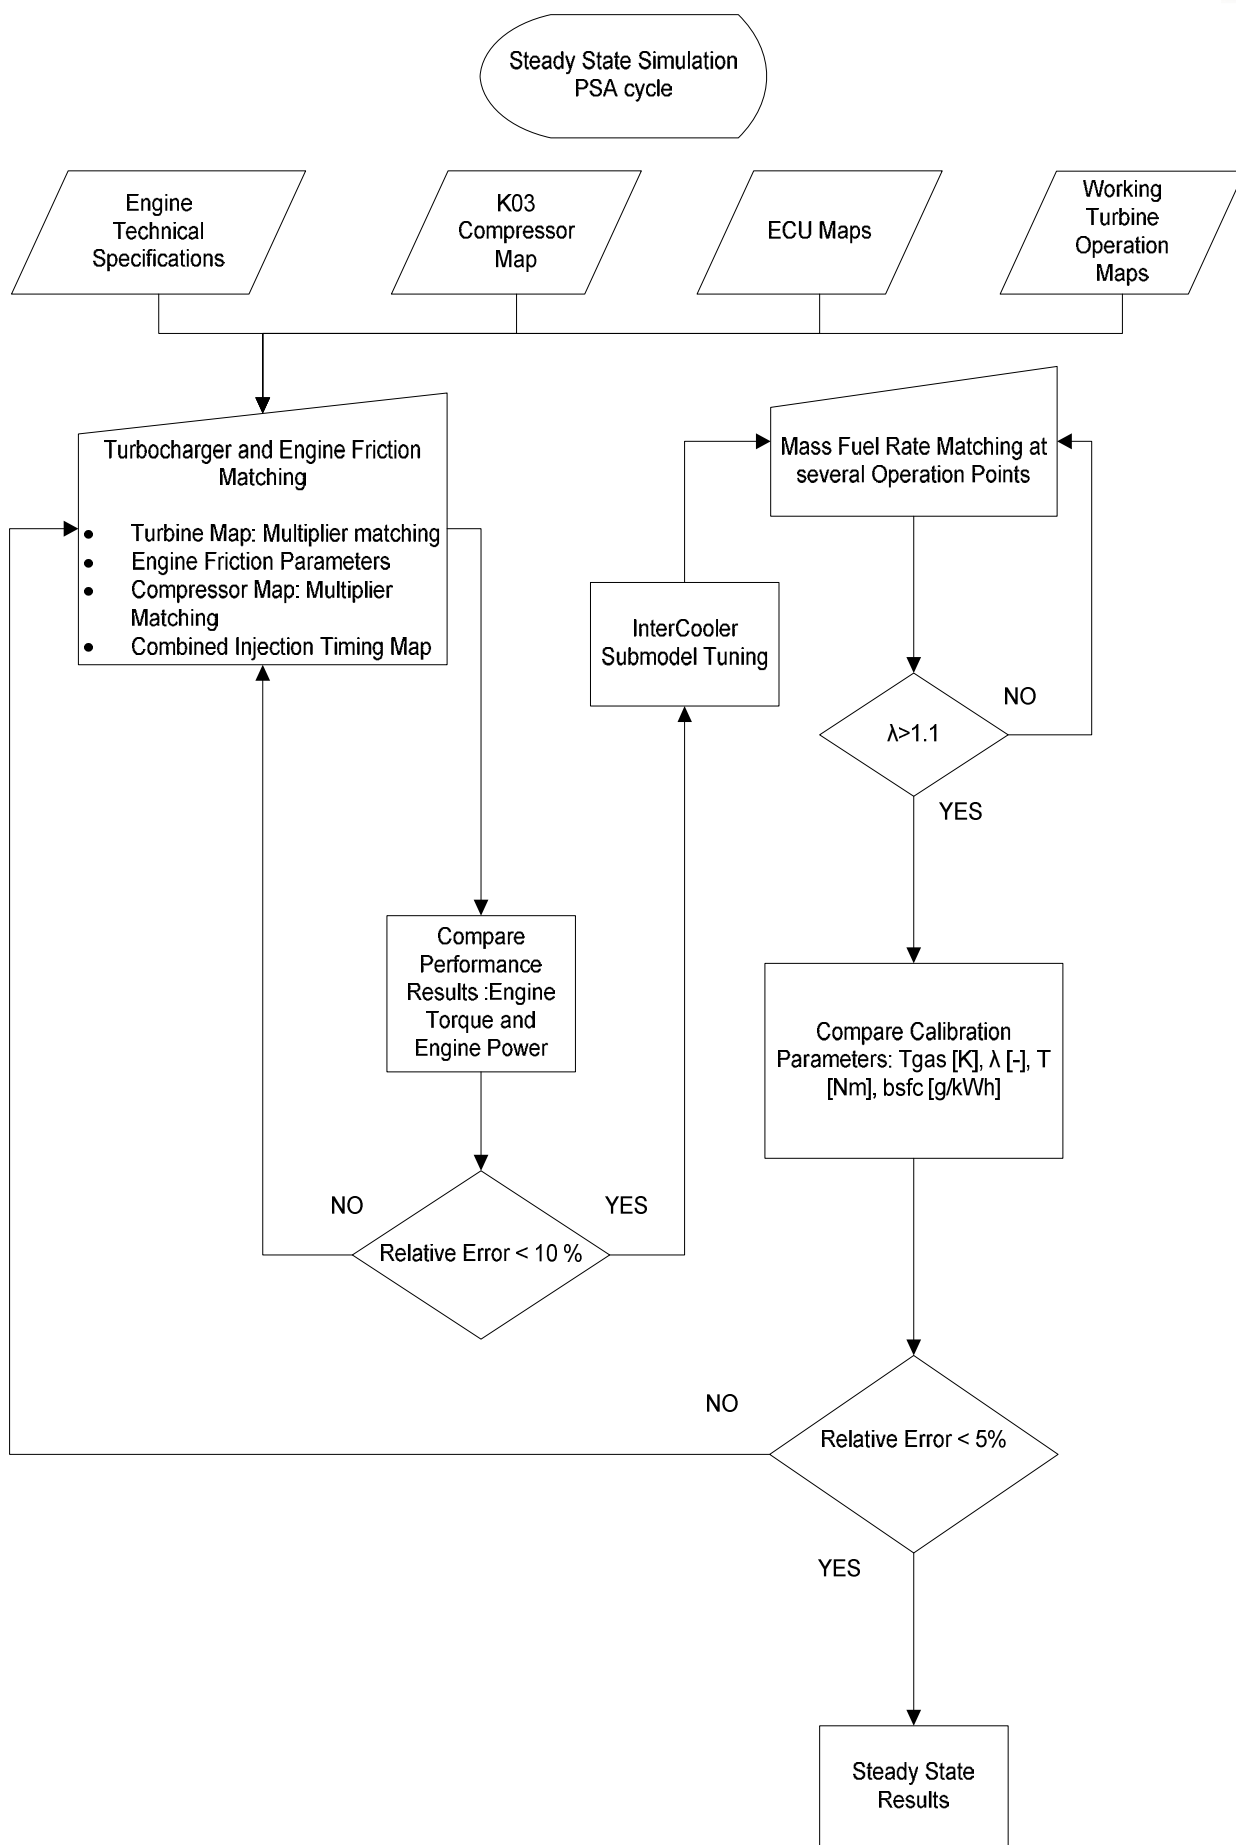 Steady State Simulation
PSA cycle
Engine
Technical
Specifications
K03
Compressor
Map
ECU Maps
Working
Turbine
Operation
Maps
Turbocharger and Engine Friction
Matching
• Turbine Map: Multiplier matching
• Engine Friction Parameters
• Compressor Map: Multiplier
Matching
• Combined Injection Timing Map
Mass Fuel Rate Matching at
several Operation Points
InterCooler
Submodel Tuning
λ>1.1
NO
YES
Compare
Performance
Results :Engine
Torque and
Engine Power
Compare Calibration
Parameters: Tgas [K], λ [-], T
[Nm], bsfc [g/kWh]
NO
YES
Relative Error < 10 %
NO
Relative Error < 5%
YES
Steady State
Results